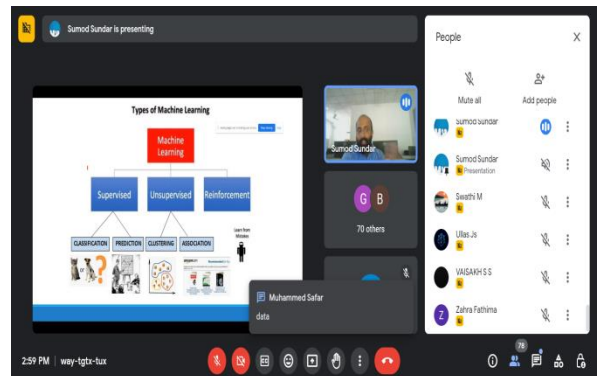 Sumod Sundar is presenting
Types of Machine Learning
Machine
Learning
Supervised
Unsupervised
Reinforcement
CLASSIFICATION
PREDICTION
CLUSTERING
ASSOCIATION
Learn from
Mistakes
or
?
amazon
Sumod Sundar
G
B
70 others
Muhammed Safar
data
People
Mute all
Add people
Sumod Sundar
Sumod Sundar
Presentation
Swathi M
Ullas Js
VAISAKH S S
Z
Zahra Fathima
2:59 PM
way-tgtx-tux
78